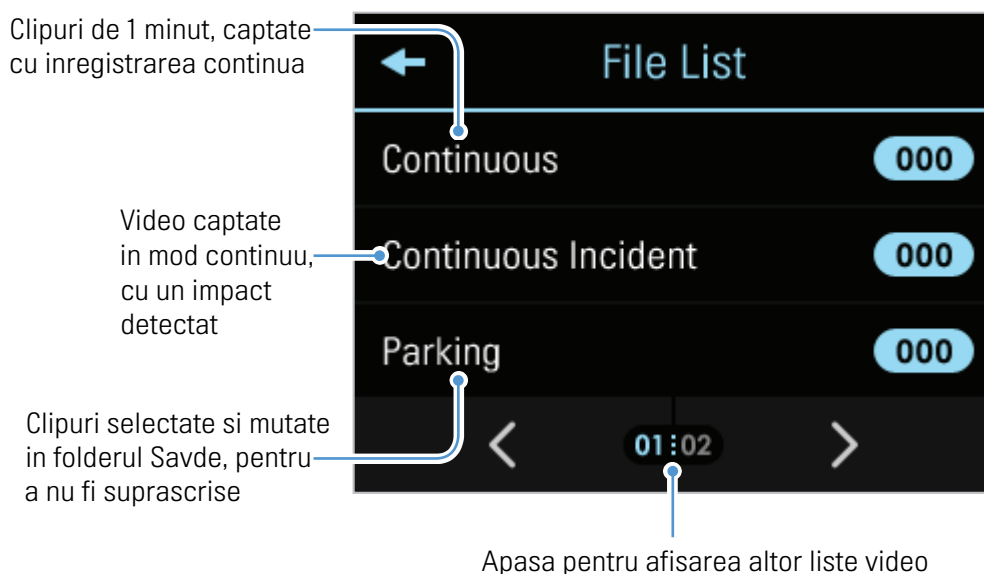 Clipuri de 1 minut, captate
cu inregistrarea continua
File List
Continuous
000
Video captate
in mod continuu,
cu un impact
detectat
Continuous Incident
000
Parking
000
Clipuri selectate si mutate
in folderul Savde, pentru
a nu fi suprascrise
01 02
Apasa pentru afisarea altor liste video